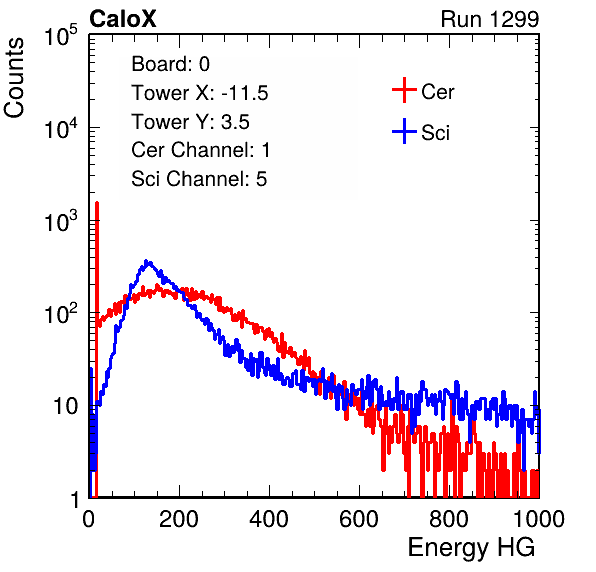 CaloX Run 1299
Counts
Board: 0
Tower X: -11.5
Tower Y: 3.5
Cer Channel: 1
Sci Channel: 5
Cer
Sci
10^5
10^4
10^3
10^2
10
1
0 200 400 600 800 1000
Energy HG